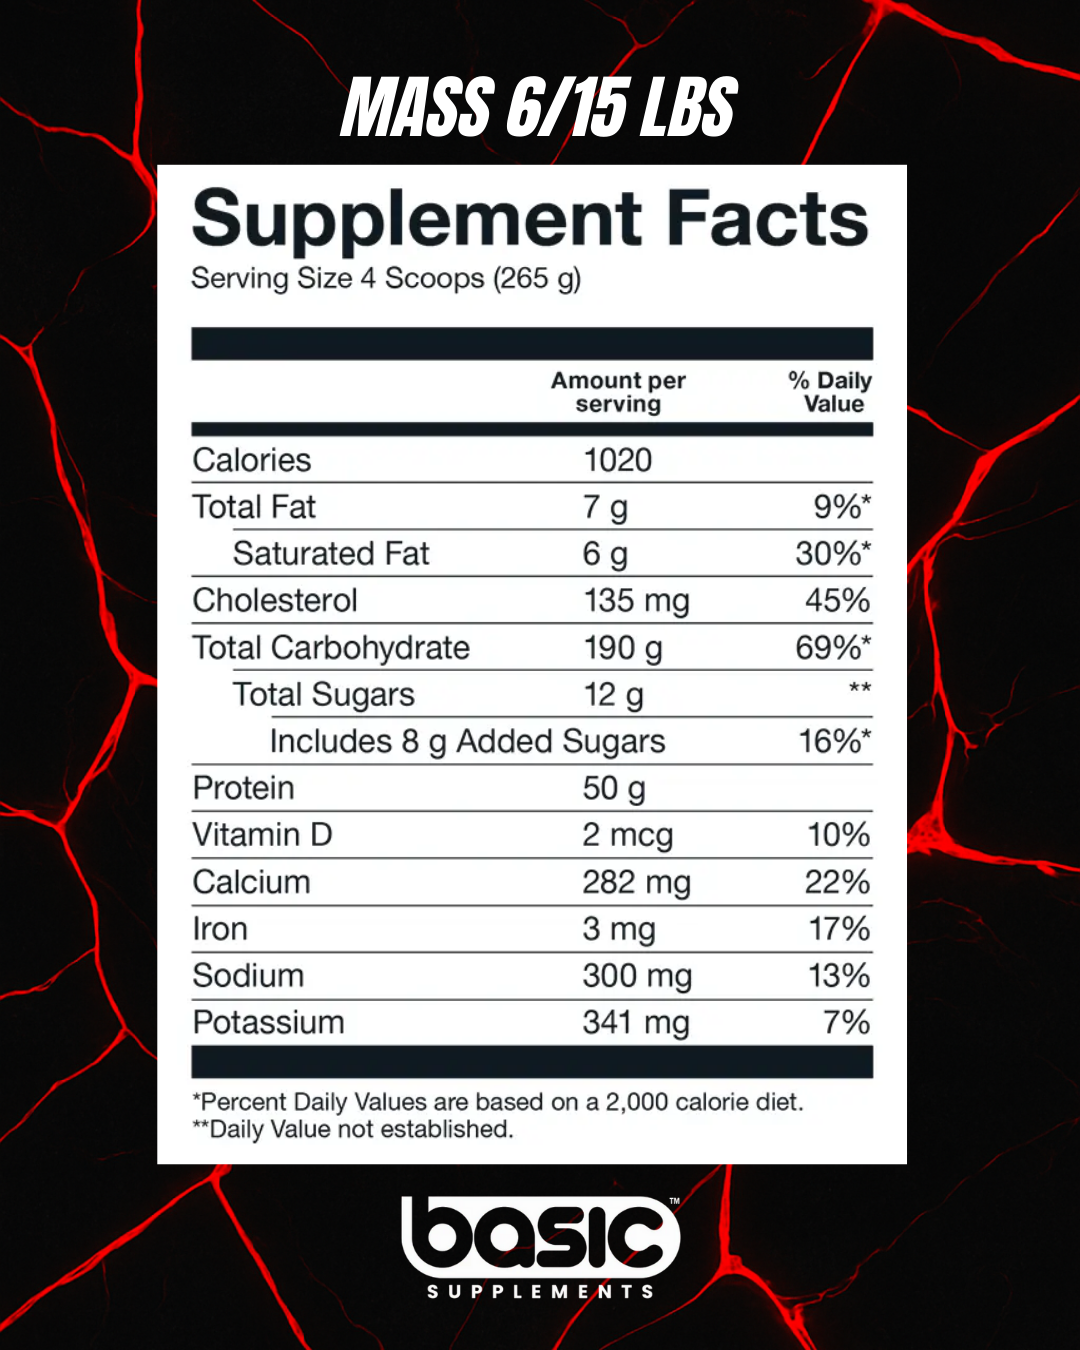 MASS 6/15 LBS
Supplement Facts
Serving Size 4 Scoops (265 g)
Amount per serving % Daily Value
Calories 1020
Total Fat 7 g 9%*
Saturated Fat 6 g 30%*
Cholesterol 135 mg 45%
Total Carbohydrate 190 g 69%*
Total Sugars 12 g **
Includes 8 g Added Sugars 16%*
Protein 50 g
Vitamin D 2 mcg 10%
Calcium 282 mg 22%
Iron 3 mg 17%
Sodium 300 mg 13%
Potassium 341 mg 7%
*Percent Daily Values are based on a 2,000 calorie diet.
**Daily Value not established.
basic™
SUPPLEMENTS